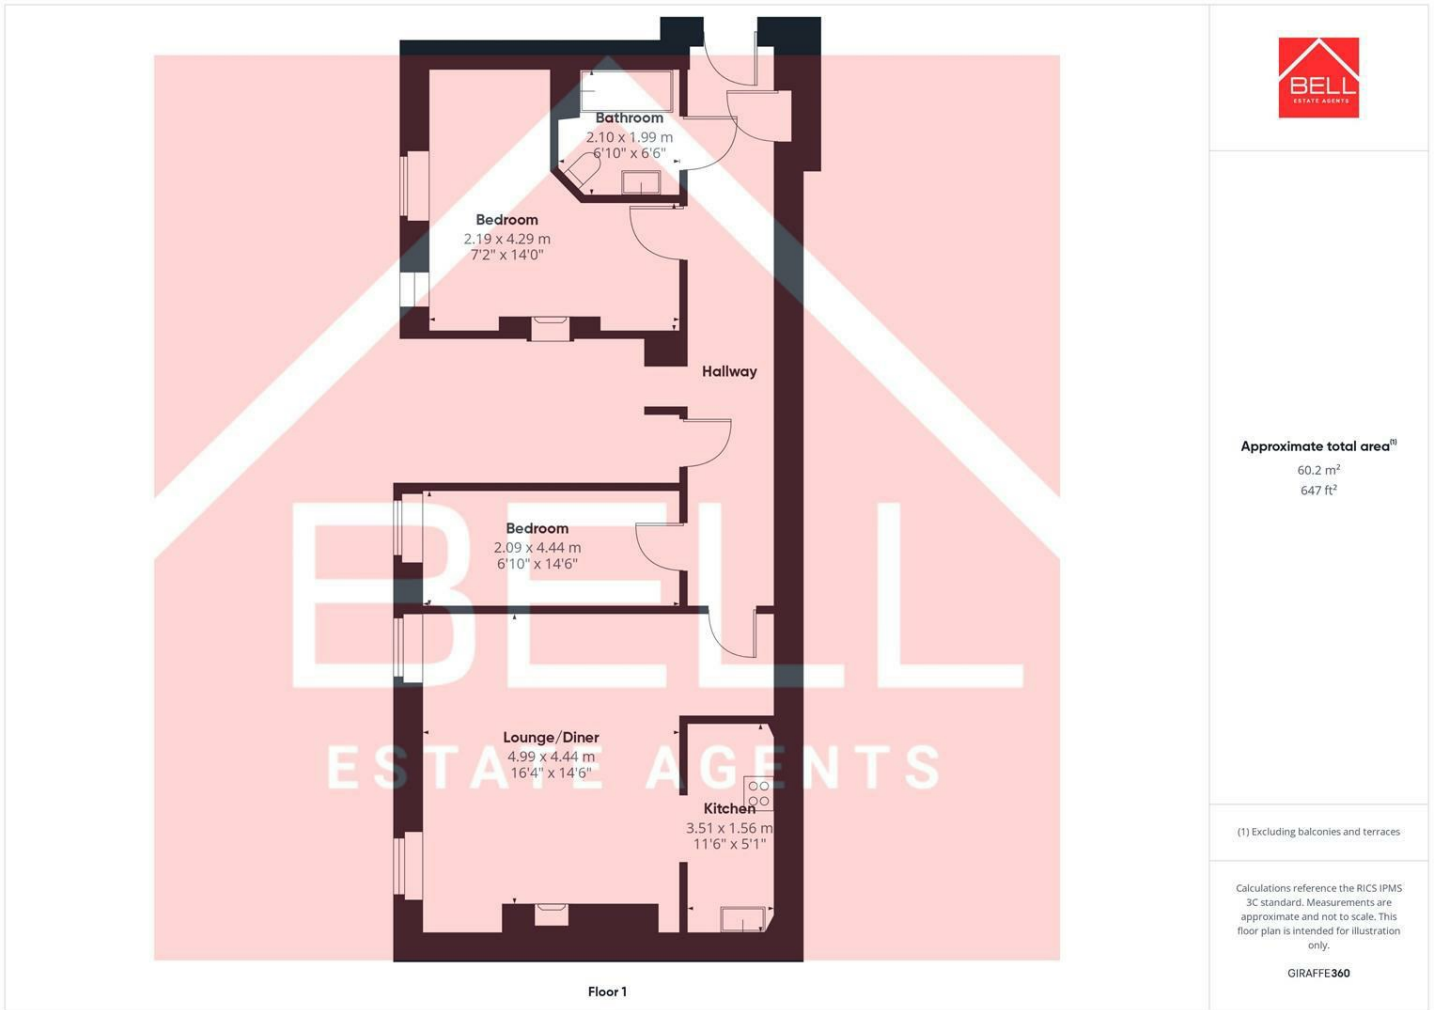 Bathroom
2.10 x 1.99 m
6'10" x 6'6"
Bedroom
2.19 x 4.29 m
7'2" x 14'0"
Hallway
Bedroom
2.09 x 4.44 m
6'10" x 14'6"
Lounge/Diner
4.99 x 4.44 m
16'4" x 14'6"
Kitchen
3.51 x 1.56 m
11'6" x 5'1"
BELL
ESTATE AGENTS
Floor 1
BELL
ESTATE AGENTS
Approximate total area⁽¹⁾
60.2 m²
647 ft²
(1) Excluding balconies and terraces
Calculations reference the RICS IPMS
3C standard. Measurements are
approximate and not to scale. This
floor plan is intended for illustration
only.
GIRAFFE360